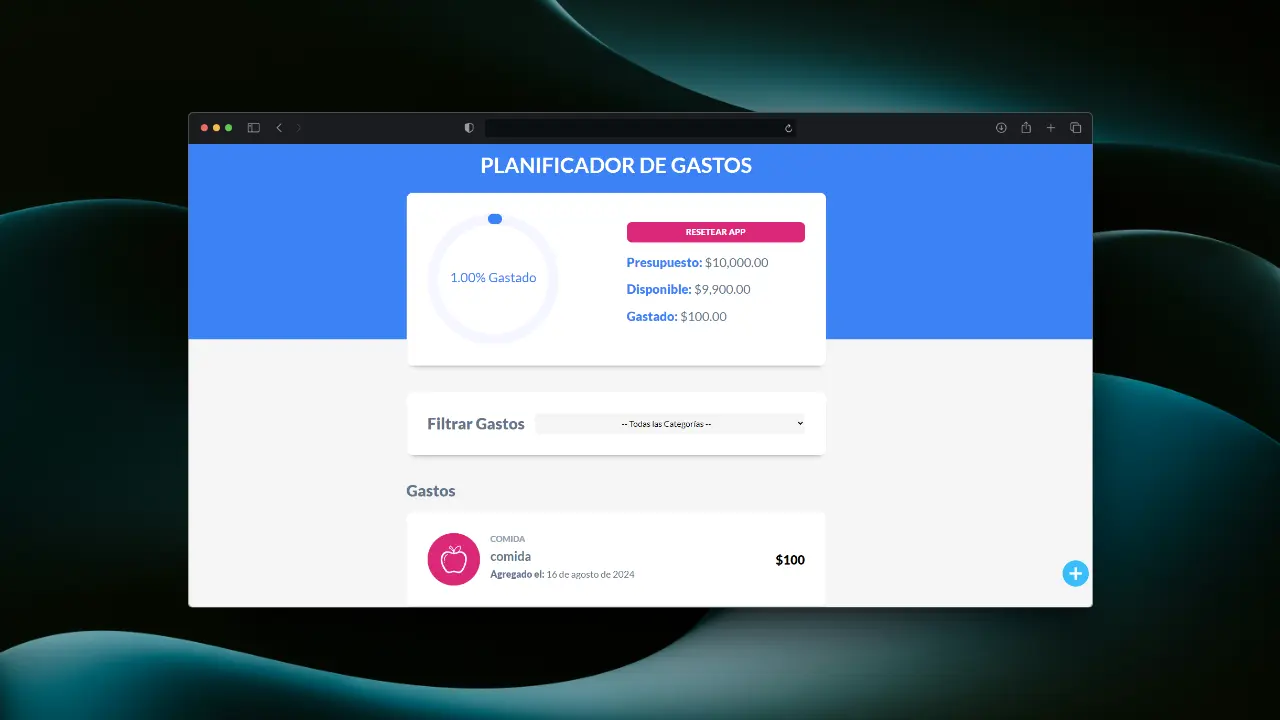 PLANIFICADOR DE GASTOS
1.00% Gastado
RESETEAR APP
Presupuesto: $10,000.00
Disponible: $9,900.00
Gastado: $100.00
Filtrar Gastos
-- Todas las Categorías --
Gastos
COMIDA
comida
Agregado el: 16 de agosto de 2024
$100